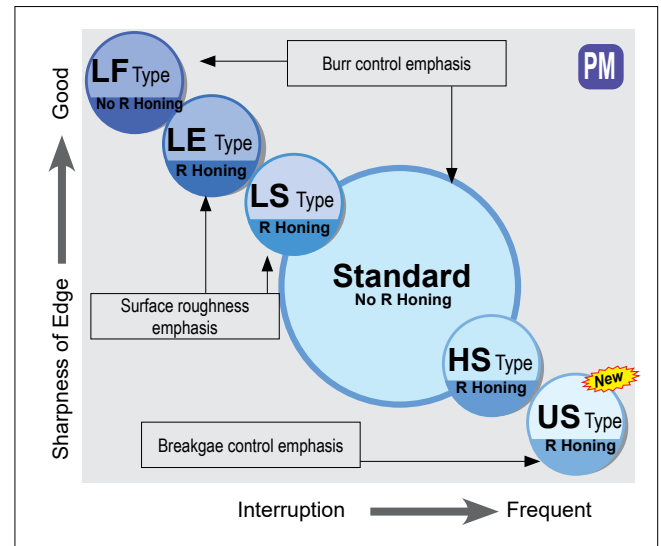 LF Type
No R Honing
Burr control emphasis
PM
LE Type
R Honing
LS Type
R Honing
Standard
No R Honing
Surface roughness
emphasis
HS Type
R Honing
New
US Type
R Honing
Breakgae control emphasis
Good
Sharpness of Edge
Interruption
Frequent